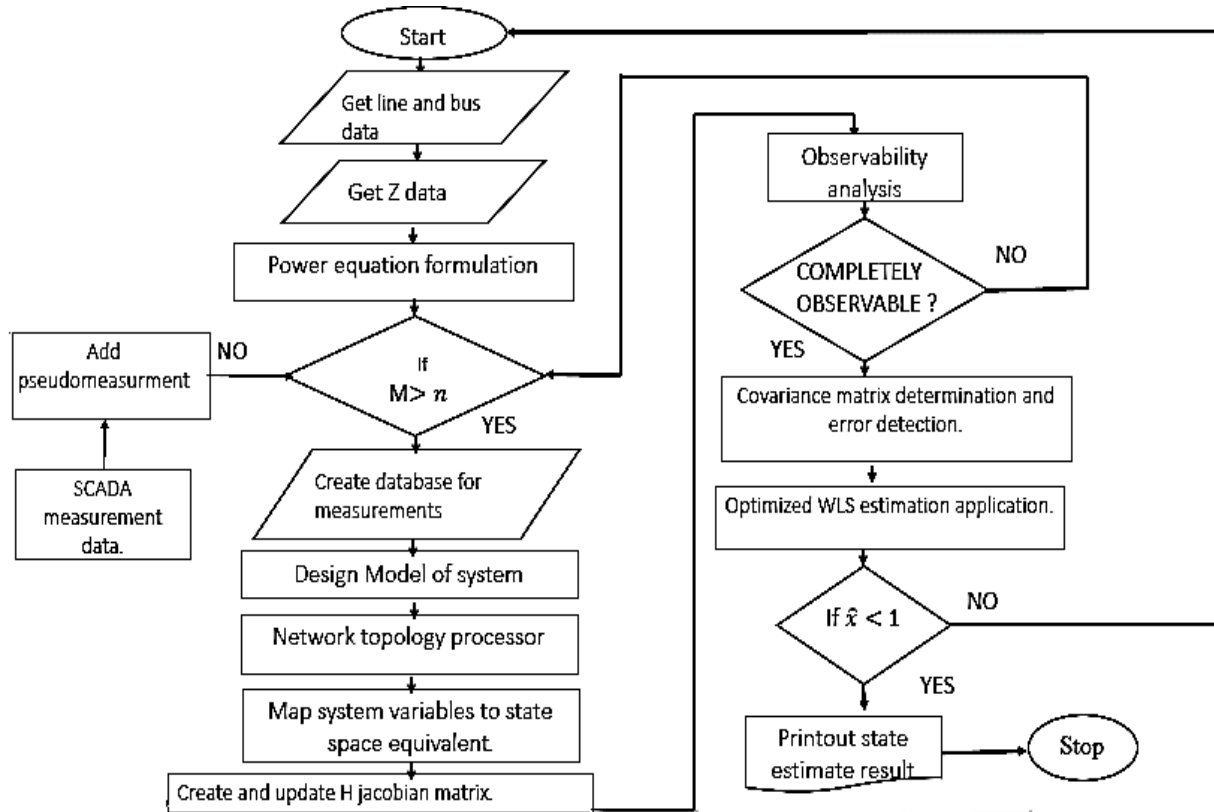 Start
Get line and bus
data
Get Z data
Power equation formulation
Add
pseudomeasurment
NO
If
M> n
YES
SCADA
measurement
data.
Create database for
measurements
Design Model of system
Network topology processor
Map system variables to state
space equivalent.
Create and update H jacobian matrix.
Observability
analysis
COMPLETELY
OBSERVABLE ?
NO
YES
Covariance matrix determination and
error detection.
Optimized WLS estimation application.
If x̂ < 1
NO
YES
Printout state
estimate result
Stop